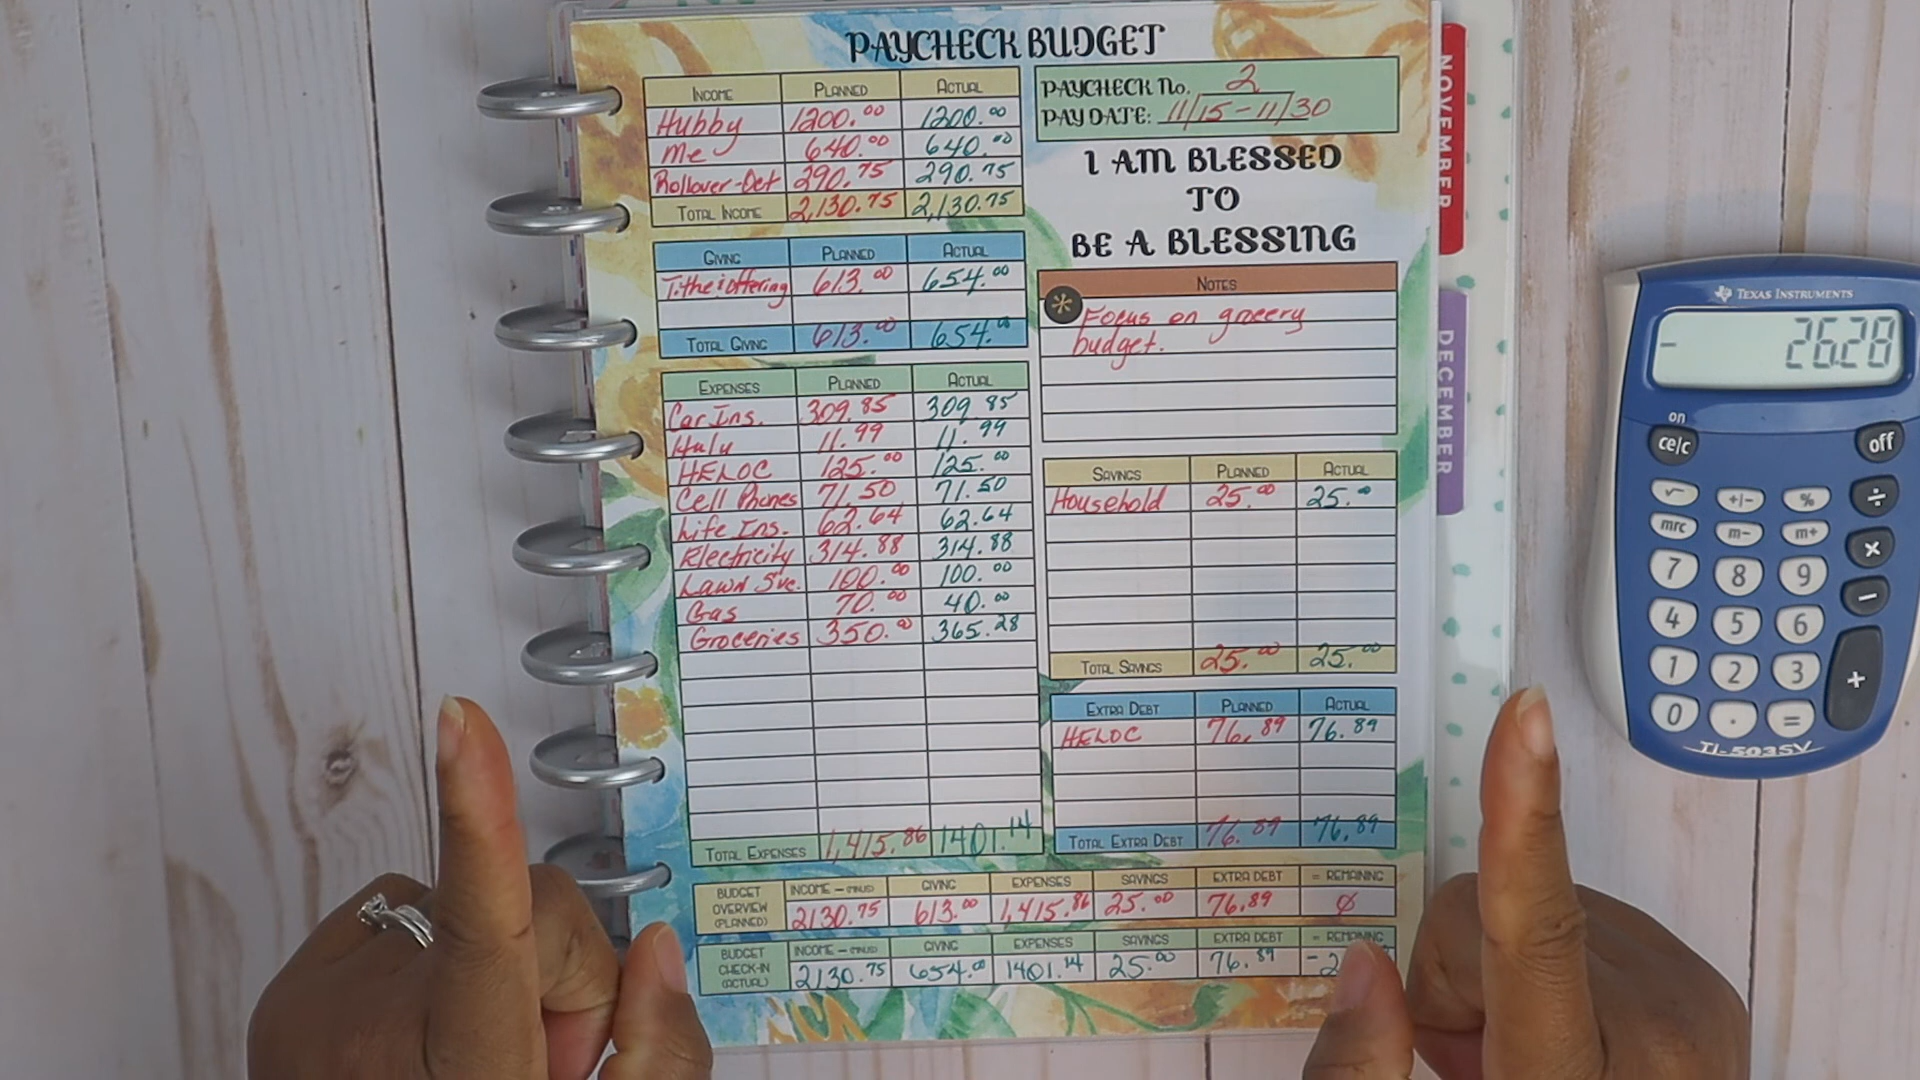 PAYCHECK BUDGET
INCOME PLANNED ACTUAL
Hubby 1200.00 1200.00
Me 640.00 640.00
Rollover-Oct 290.75 290.75
TOTAL INCOME 2,130.75 2,130.75
PAYCHECK No. 2
PAY DATE: 11/15-11/30
I AM BLESSED
TO
BE A BLESSING
GIVING PLANNED ACTUAL
Tithe & offering 613.00 654.00
TOTAL GIVING 613.00 654.00
NOTES
* Focus on grocery
budget.
EXPENSES PLANNED ACTUAL
Car Ins. 309.85 309.85
Hulu 11.99 11.99
HELOC 125.00 125.00
Cell Phones 71.50 71.50
Life Ins. 62.64 62.64
Electricity 314.88 314.88
Lawn Svc. 100.00 100.00
Gas 70.00 40.00
Groceries 350.00 365.28
TOTAL EXPENSES 1,415.86 1401.14
SAVINGS PLANNED ACTUAL
Household 25.00 25.00
TOTAL SAVINGS 25.00 25.00
EXTRA DEBT PLANNED ACTUAL
HELOC 76.89 76.89
TOTAL EXTRA DEBT 76.89 76.89
BUDGET OVERVIEW (PLANNED)
INCOME - (MINUS) GIVING EXPENSES SAVINGS EXTRA DEBT = REMAINING
2130.75 613.00 1,415.86 25.00 76.89 Ø
BUDGET CHECK-IN (ACTUAL)
INCOME - (MINUS) GIVING EXPENSES SAVINGS EXTRA DEBT = REMAINING
2130.75 654.00 1401.14 25.00 76.89 -2
NOVEMBER
DECEMBER
TEXAS INSTRUMENTS
- 26.28
on
ce/c off
√ +/- % ÷
mrc m- m+ ×
7 8 9 −
4 5 6
1 2 3 +
0 . =
TI-503SV